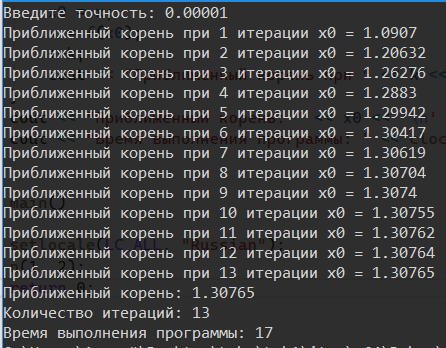 Введите точность: 0.00001
Приближенный корень при 1 итерации x0 = 1.0907
Приближенный корень при 2 итерации x0 = 1.20632
Приближенный корень при 3 итерации x0 = 1.26276
Приближенный корень при 4 итерации x0 = 1.2883
Приближенный корень при 5 итерации x0 = 1.29942
Приближенный корень при 6 итерации x0 = 1.30417
Приближенный корень при 7 итерации x0 = 1.30619
Приближенный корень при 8 итерации x0 = 1.30704
Приближенный корень при 9 итерации x0 = 1.3074
Приближенный корень при 10 итерации x0 = 1.30755
Приближенный корень при 11 итерации x0 = 1.30762
Приближенный корень при 12 итерации x0 = 1.30764
Приближенный корень при 13 итерации x0 = 1.30765
Приближенный корень: 1.30765
Количество итераций: 13
Время выполнения программы: 17